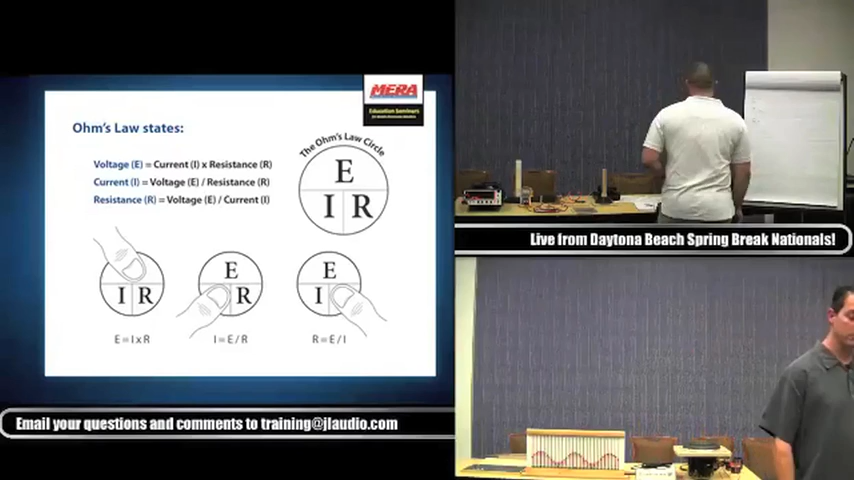 MERA
Education Seminars
Ohm's Law states:
The Ohm's Law Circle
Voltage (E) = Current (I) x Resistance (R)
Current (I) = Voltage (E) / Resistance (R)
Resistance (R) = Voltage (E) / Current (I)
E
I R
I R
E
R
E
I
E = I x R
I = E / R
R = E / I
Live from Daytona Beach Spring Break Nationals!
Email your questions and comments to training@jlaudio.com